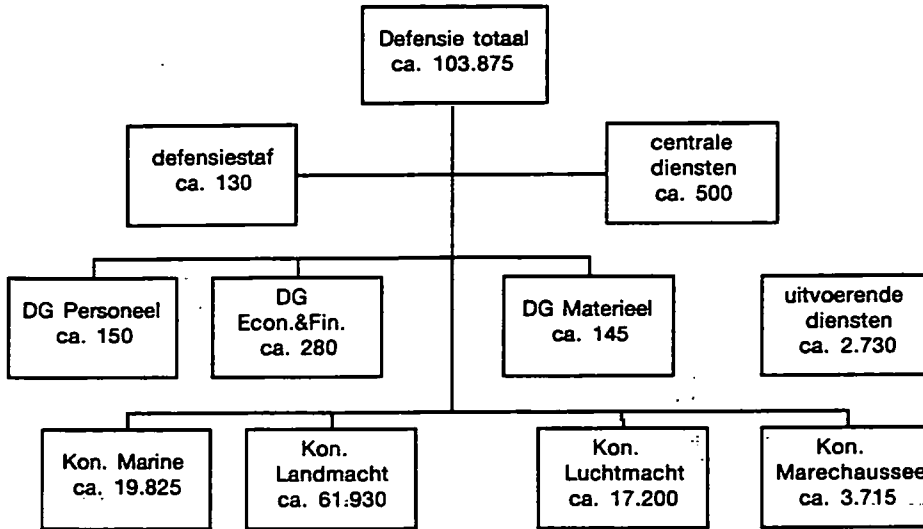 Defensie totaal
ca. 103.875
defensiestaf
ca. 130
centrale
diensten
ca. 500
DG Personeel
ca. 150
DG
Econ.&Fin.
ca. 280
DG Materieel
ca. 145
uitvoerende
diensten
ca. 2.730
Kon. Marine
ca. 19.825
Kon.
Landmacht
ca. 61.930
Kon.
Luchtmacht
ca. 17.200
Kon.
Marechaussee
ca. 3.715